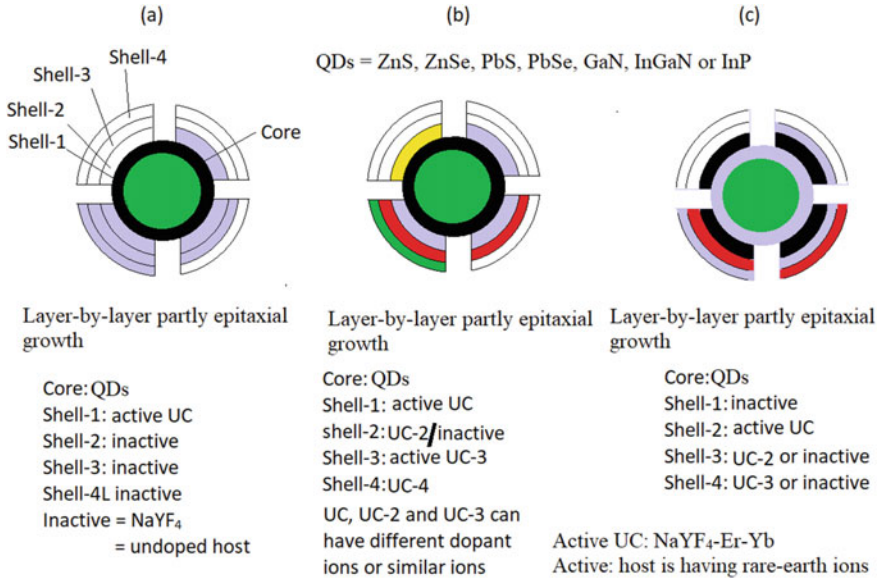 (a)
(b)
(c)
QDs = ZnS, ZnSe, PbS, PbSe, GaN, InGaN or InP
Shell-4
Shell-3
Shell-2
Shell-1
Core
Layer-by-layer partly epitaxial
growth
Core: QDs
Shell-1: active UC
Shell-2: inactive
Shell-3: inactive
Shell-4L inactive
Inactive = NaYF₄
= undoped host
Layer-by-layer partly epitaxial
growth
Core: QDs
Shell-1: active UC
shell-2: UC-2/inactive
Shell-3: active UC-3
Shell-4: UC-4
UC, UC-2 and UC-3 can
have different dopant
ions or similar ions
Layer-by-layer partly epitaxial
growth
Core:QDs
Shell-1: inactive
Shell-2: active UC
Shell-3: UC-2 or inactive
Shell-4: UC-3 or inactive
Active UC: NaYF₄-Er-Yb
Active: host is having rare-earth ions